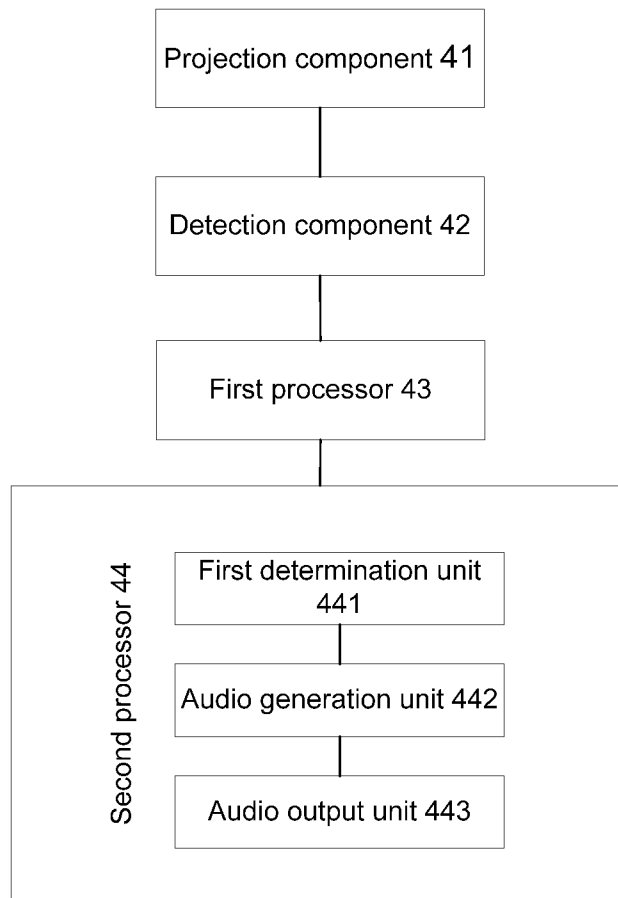 Projection component 41
Detection component 42
First processor 43
Second processor 44
First determination unit
441
Audio generation unit 442
Audio output unit 443